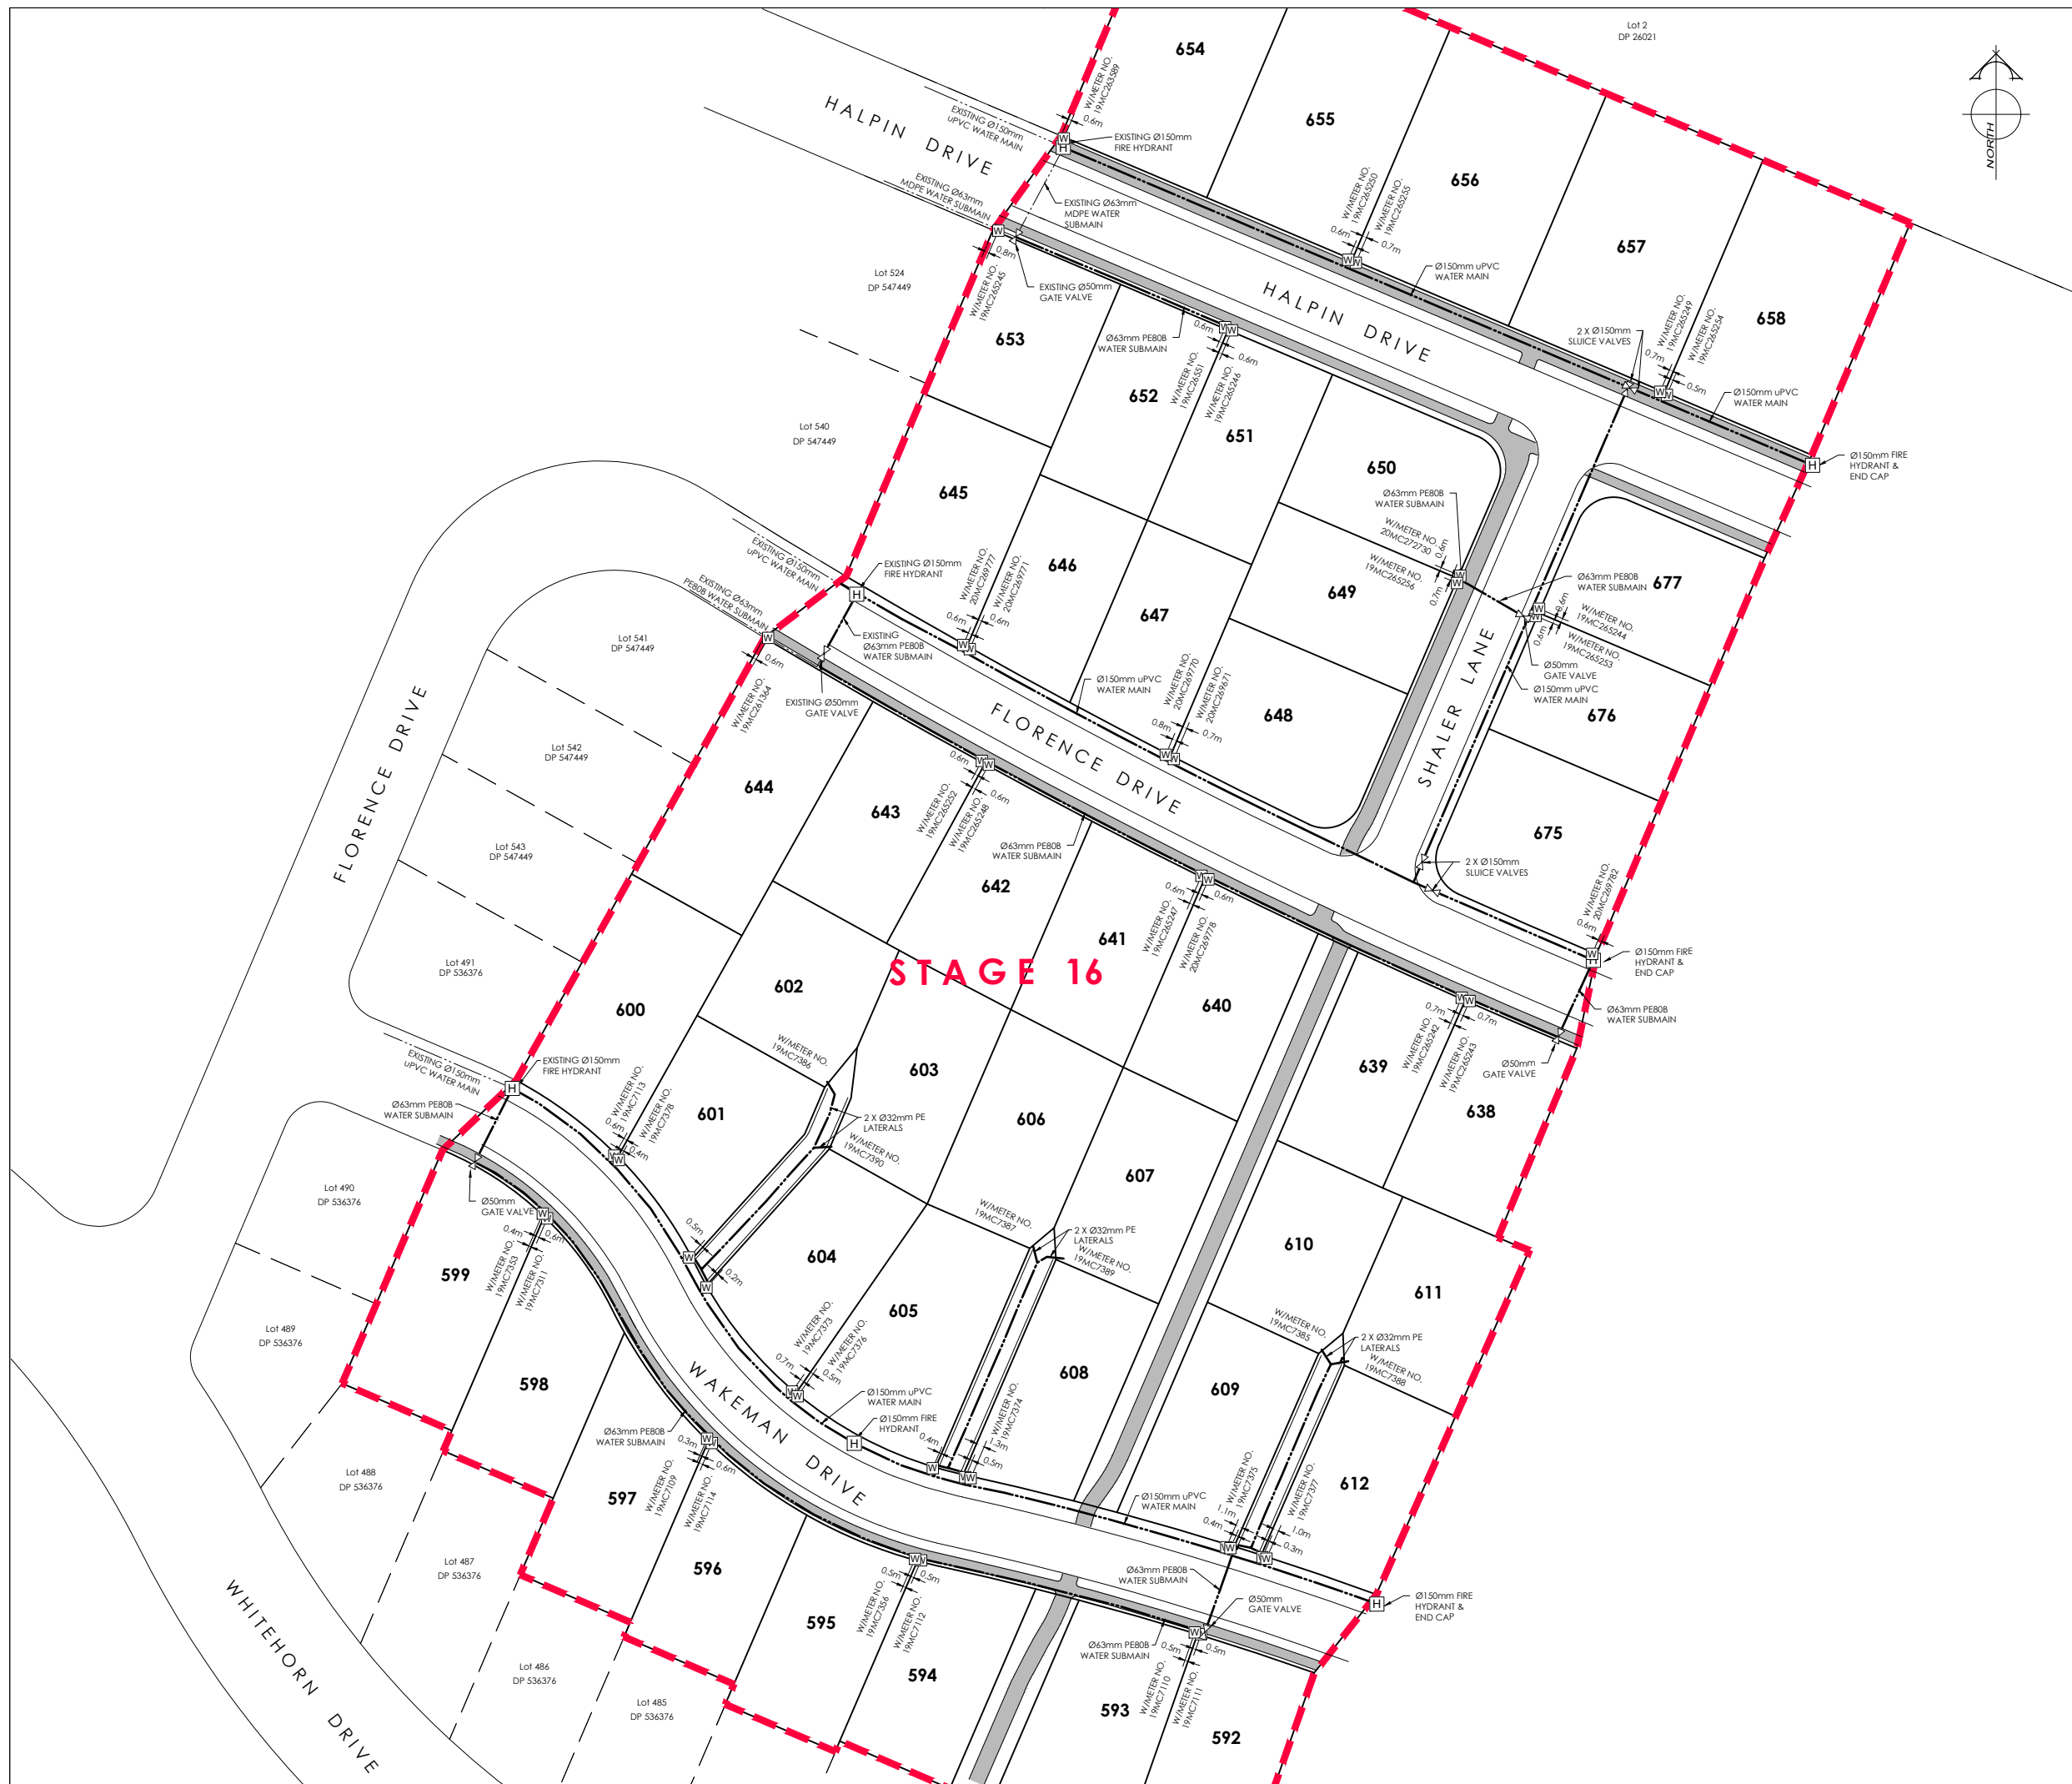 Lot 2
DP 26021
NORTH
654
W/METER NO.
19MC263589
0.6m
HALPIN DRIVE
EXISTING Ø150mm
uPVC WATER MAIN
EXISTING Ø150mm
FIRE HYDRANT
W
H
655
656
EXISTING Ø63mm
MDPE WATER SUBMAIN
EXISTING Ø63mm
MDPE WATER
SUBMAIN
W/METER NO.
19MC265250
W/METER NO.
19MC265255
0.6m
0.7m
657
W
0.8m
W/METER NO.
19MC265245
EXISTING Ø50mm
GATE VALVE
Lot 524
DP 547449
HALPIN DRIVE
Ø150mm uPVC
WATER MAIN
658
2 X Ø150mm
SLUICE VALVES
W/METER NO.
19MC265249
W/METER NO.
19MC265254
0.7m
0.5m
653
Ø63mm PE80B
WATER SUBMAIN
0.6m
0.6m
W/METER NO.
19MC26551
W/METER NO.
19MC265246
652
651
Ø150mm uPVC
WATER MAIN
Lot 540
DP 547449
650
Ø150mm FIRE
HYDRANT &
END CAP
H
645
Ø63mm PE80B
WATER SUBMAIN
W/METER NO.
20MC272730
0.6m
W/METER NO.
19MC265256
0.7m
EXISTING Ø150mm
uPVC WATER MAIN
EXISTING Ø150mm
FIRE HYDRANT
H
W/METER NO.
20MC269777
W/METER NO.
20MC269771
0.6m
0.6m
646
649
677
Ø63mm PE80B
WATER SUBMAIN
0.6m
W/METER NO.
19MC265244
W/METER NO.
19MC265253
0.6m
647
EXISTING Ø63mm
PE80B WATER SUBMAIN
Lot 541
DP 547449
EXISTING
Ø63mm PE80B
WATER SUBMAIN
W
0.6m
W/METER NO.
19MC261364
EXISTING Ø50mm
GATE VALVE
Ø150mm uPVC
WATER MAIN
W/METER NO.
20MC269770
W/METER NO.
20MC269671
0.8m
0.7m
SHALER LANE
Ø50mm
GATE VALVE
Ø150mm uPVC
WATER MAIN
676
648
FLORENCE DRIVE
FLORENCE DRIVE
Lot 542
DP 547449
644
0.6m
0.6m
643
W/METER NO.
19MC265252
W/METER NO.
19MC265248
Ø63mm PE80B
WATER SUBMAIN
675
Lot 543
DP 547449
642
2 X Ø150mm
SLUICE VALVES
0.6m
0.6m
W/METER NO.
19MC265247
W/METER NO.
20MC269778
W/METER NO.
20MC269782
0.6m
641
Ø150mm FIRE
HYDRANT &
END CAP
Lot 491
DP 536376
STAGE 16
602
600
640
0.7m
0.7m
W/METER NO.
19MC265242
W/METER NO.
19MC265243
Ø63mm PE80B
WATER SUBMAIN
Ø50mm
GATE VALVE
EXISTING Ø150mm
UPVC WATER MAIN
EXISTING Ø150mm
FIRE HYDRANT
H
W/METER NO.
19MC7386
603
639
Ø63mm PE80B
WATER SUBMAIN
W/METER NO.
19MC7113
W/METER NO.
19MC7378
0.6m
0.4m
601
2 X Ø32mm PE
LATERALS
W/METER NO.
19MC7390
606
638
607
Lot 490
DP 536376
Ø50mm
GATE VALVE
0.4m
0.6m
W/METER NO.
19MC7353
W/METER NO.
19MC7311
599
0.5m
0.2m
604
W/METER NO.
19MC7387
2 X Ø32mm PE
LATERALS
W/METER NO.
19MC7389
610
611
Lot 489
DP 536376
605
W/METER NO.
19MC7373
W/METER NO.
19MC7376
0.7m
0.5m
W/METER NO.
19MC7385
2 X Ø32mm PE
LATERALS
W/METER NO.
19MC7388
598
WAKEMAN DRIVE
608
609
Ø150mm uPVC
WATER MAIN
Ø150mm FIRE
HYDRANT
H
W/METER NO.
19MC7374
0.4m
1.3m
0.5m
Ø63mm PE80B
WATER SUBMAIN
0.3m
0.6m
W/METER NO.
19MC7109
W/METER NO.
19MC7114
Lot 488
DP 536376
597
612
W/METER NO.
19MC7375
W/METER NO.
19MC7377
1.1m
0.4m
1.0m
0.3m
Ø150mm uPVC
WATER MAIN
Lot 487
DP 536376
596
0.5m
0.5m
W/METER NO.
19MC7356
W/METER NO.
19MC7112
Ø63mm PE80B
WATER SUBMAIN
Ø50mm
GATE VALVE
H
Ø150mm FIRE
HYDRANT &
END CAP
595
WHITEHORN DRIVE
Ø63mm PE80B
WATER SUBMAIN
0.5m
0.5m
W/METER NO.
19MC7110
W/METER NO.
19MC7111
Lot 486
DP 536376
594
Lot 485
DP 536376
593
592